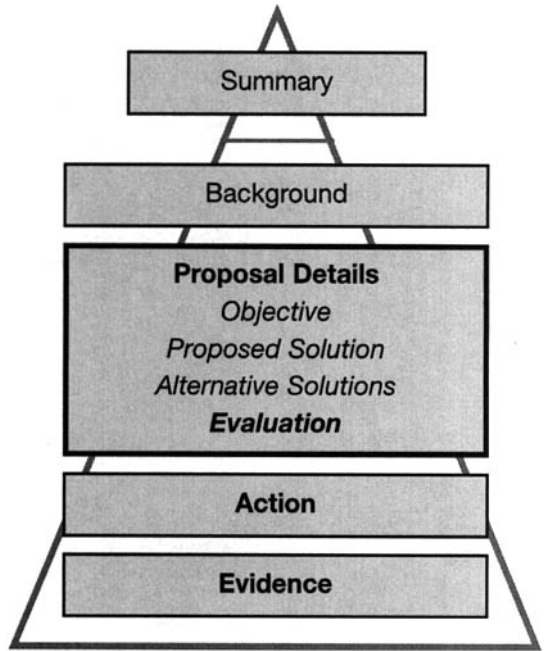 Summary
Background
Proposal Details
Objective
Proposed Solution
Alternative Solutions
Evaluation
Action
Evidence